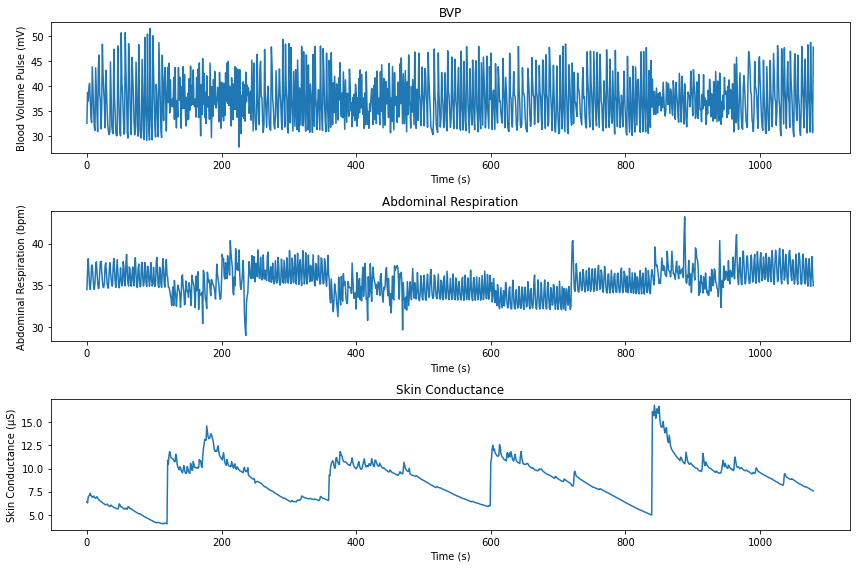 BVP
Blood Volume Pulse (mV)
50
45
40
35
30
0 200 400 600 800 1000
Time (s)
Abdominal Respiration
Abdominal Respiration (bpm)
40
35
30
0 200 400 600 800 1000
Time (s)
Skin Conductance
Skin Conductance (μS)
15.0
12.5
10.0
7.5
5.0
0 200 400 600 800 1000
Time (s)